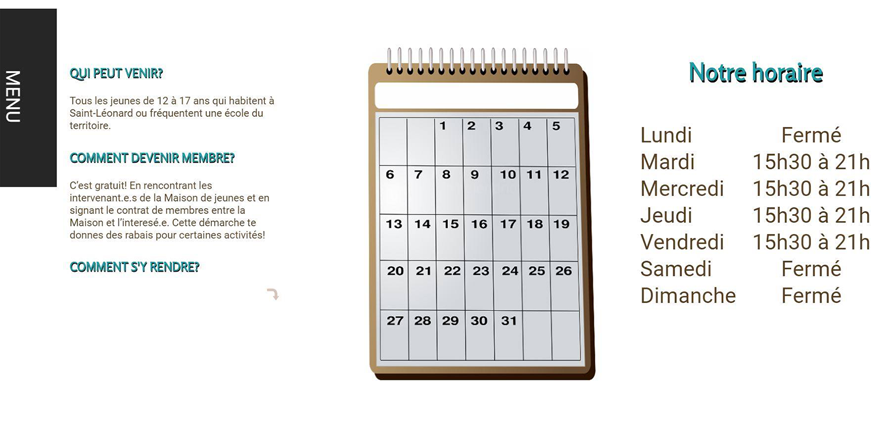 MENU
QUI PEUT VENIR?
Tous les jeunes de 12 à 17 ans qui habitent à
Saint-Léonard ou fréquentent une école du
territoire.
COMMENT DEVENIR MEMBRE?
C'est gratuit! En rencontrant les
intervenant.e.s de la Maison de jeunes et en
signant le contrat de membres entre la
Maison et l'interesé.e. Cette démarche te
donnes des rabais pour certaines activités!
COMMENT S'Y RENDRE?
1 2 3 4 5
6 7 8 9 10 11 12
13 14 15 16 17 18 19
20 21 22 23 24 25 26
27 28 29 30 31
Notre horaire
Lundi Fermé
Mardi 15h30 à 21h
Mercredi 15h30 à 21h
Jeudi 15h30 à 21h
Vendredi 15h30 à 21h
Samedi Fermé
Dimanche Fermé